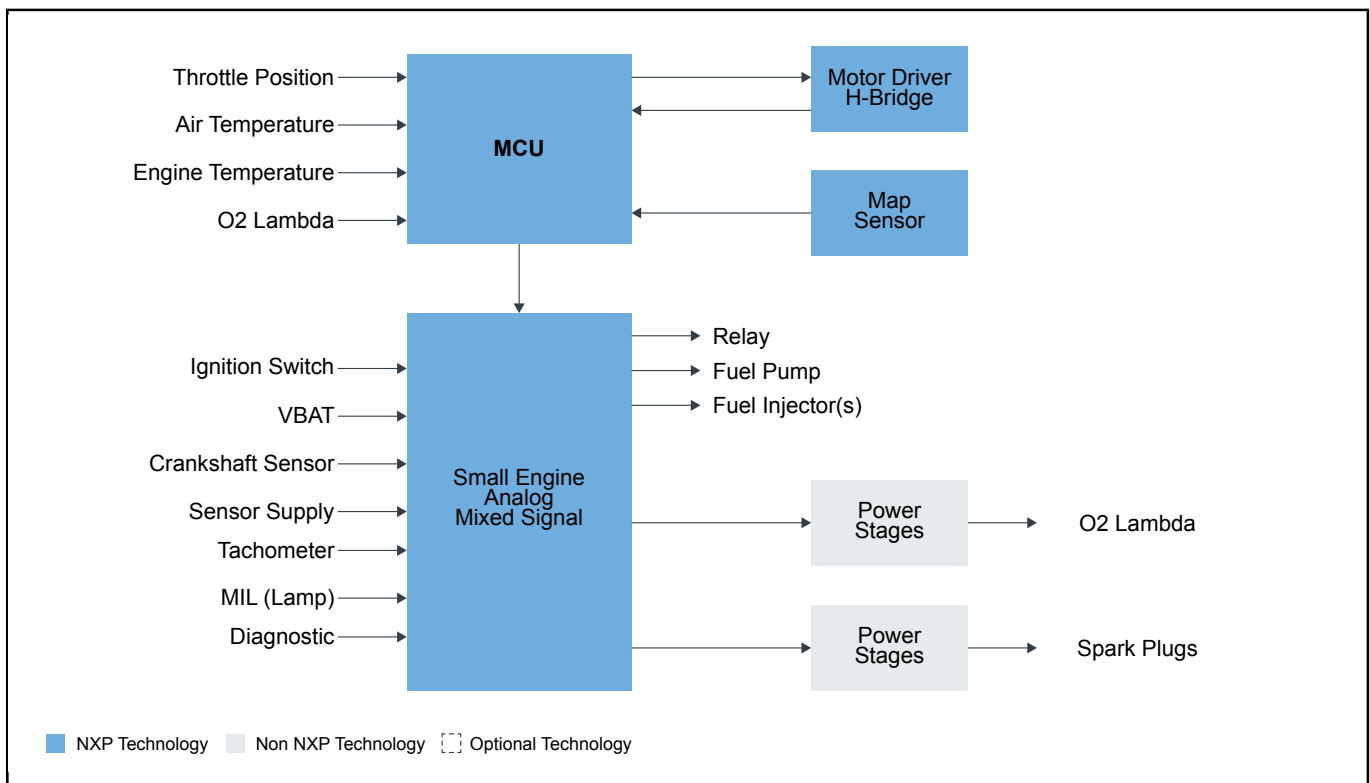 Throttle Position
Air Temperature
Engine Temperature
O2 Lambda
MCU
Motor Driver
H-Bridge
Map
Sensor
Ignition Switch
VBAT
Crankshaft Sensor
Sensor Supply
Tachometer
MIL (Lamp)
Diagnostic
Small Engine
Analog
Mixed Signal
Relay
Fuel Pump
Fuel Injector(s)
Power
Stages
O2 Lambda
Power
Stages
Spark Plugs
NXP Technology Non NXP Technology Optional Technology